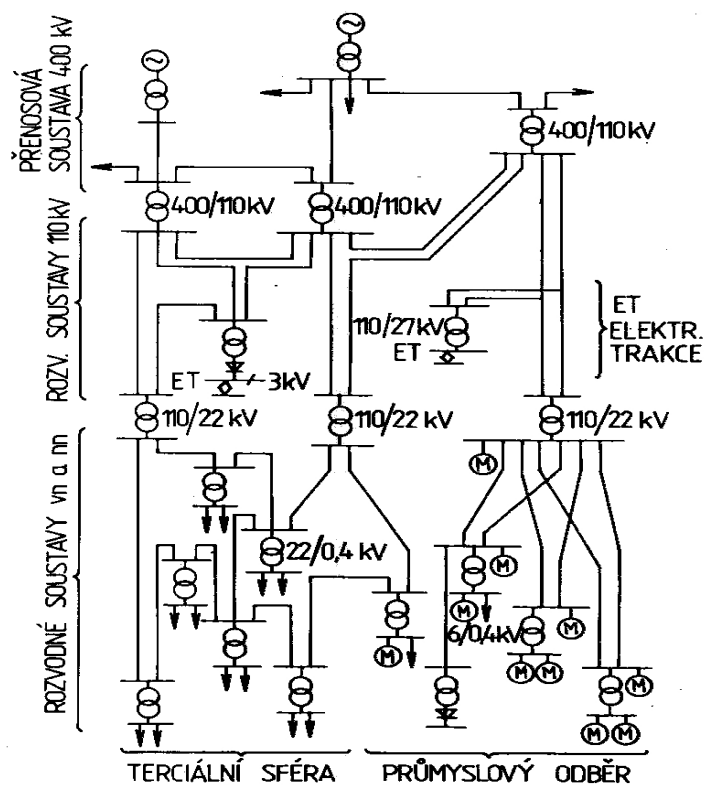 PŘENOSOVÁ
SOUSTAVA 400 kV
~
~
400/110kV
400/110kV
400/110kV
ROZV. SOUSTAVY 110kV
110/27kV
ET
ET
ELEKTR.
TRAKCE
ET
3kV
110/22 kV
110/22 kV
110/22 kV
ROZVODNÉ SOUSTAVY vn a nn
M
22/0,4 kV
M
M
6/0,4kV
M
M
M
M
M
M
M
TERCIÁLNÍ SFÉRA
PRŮMYSLOVÝ ODBĚR